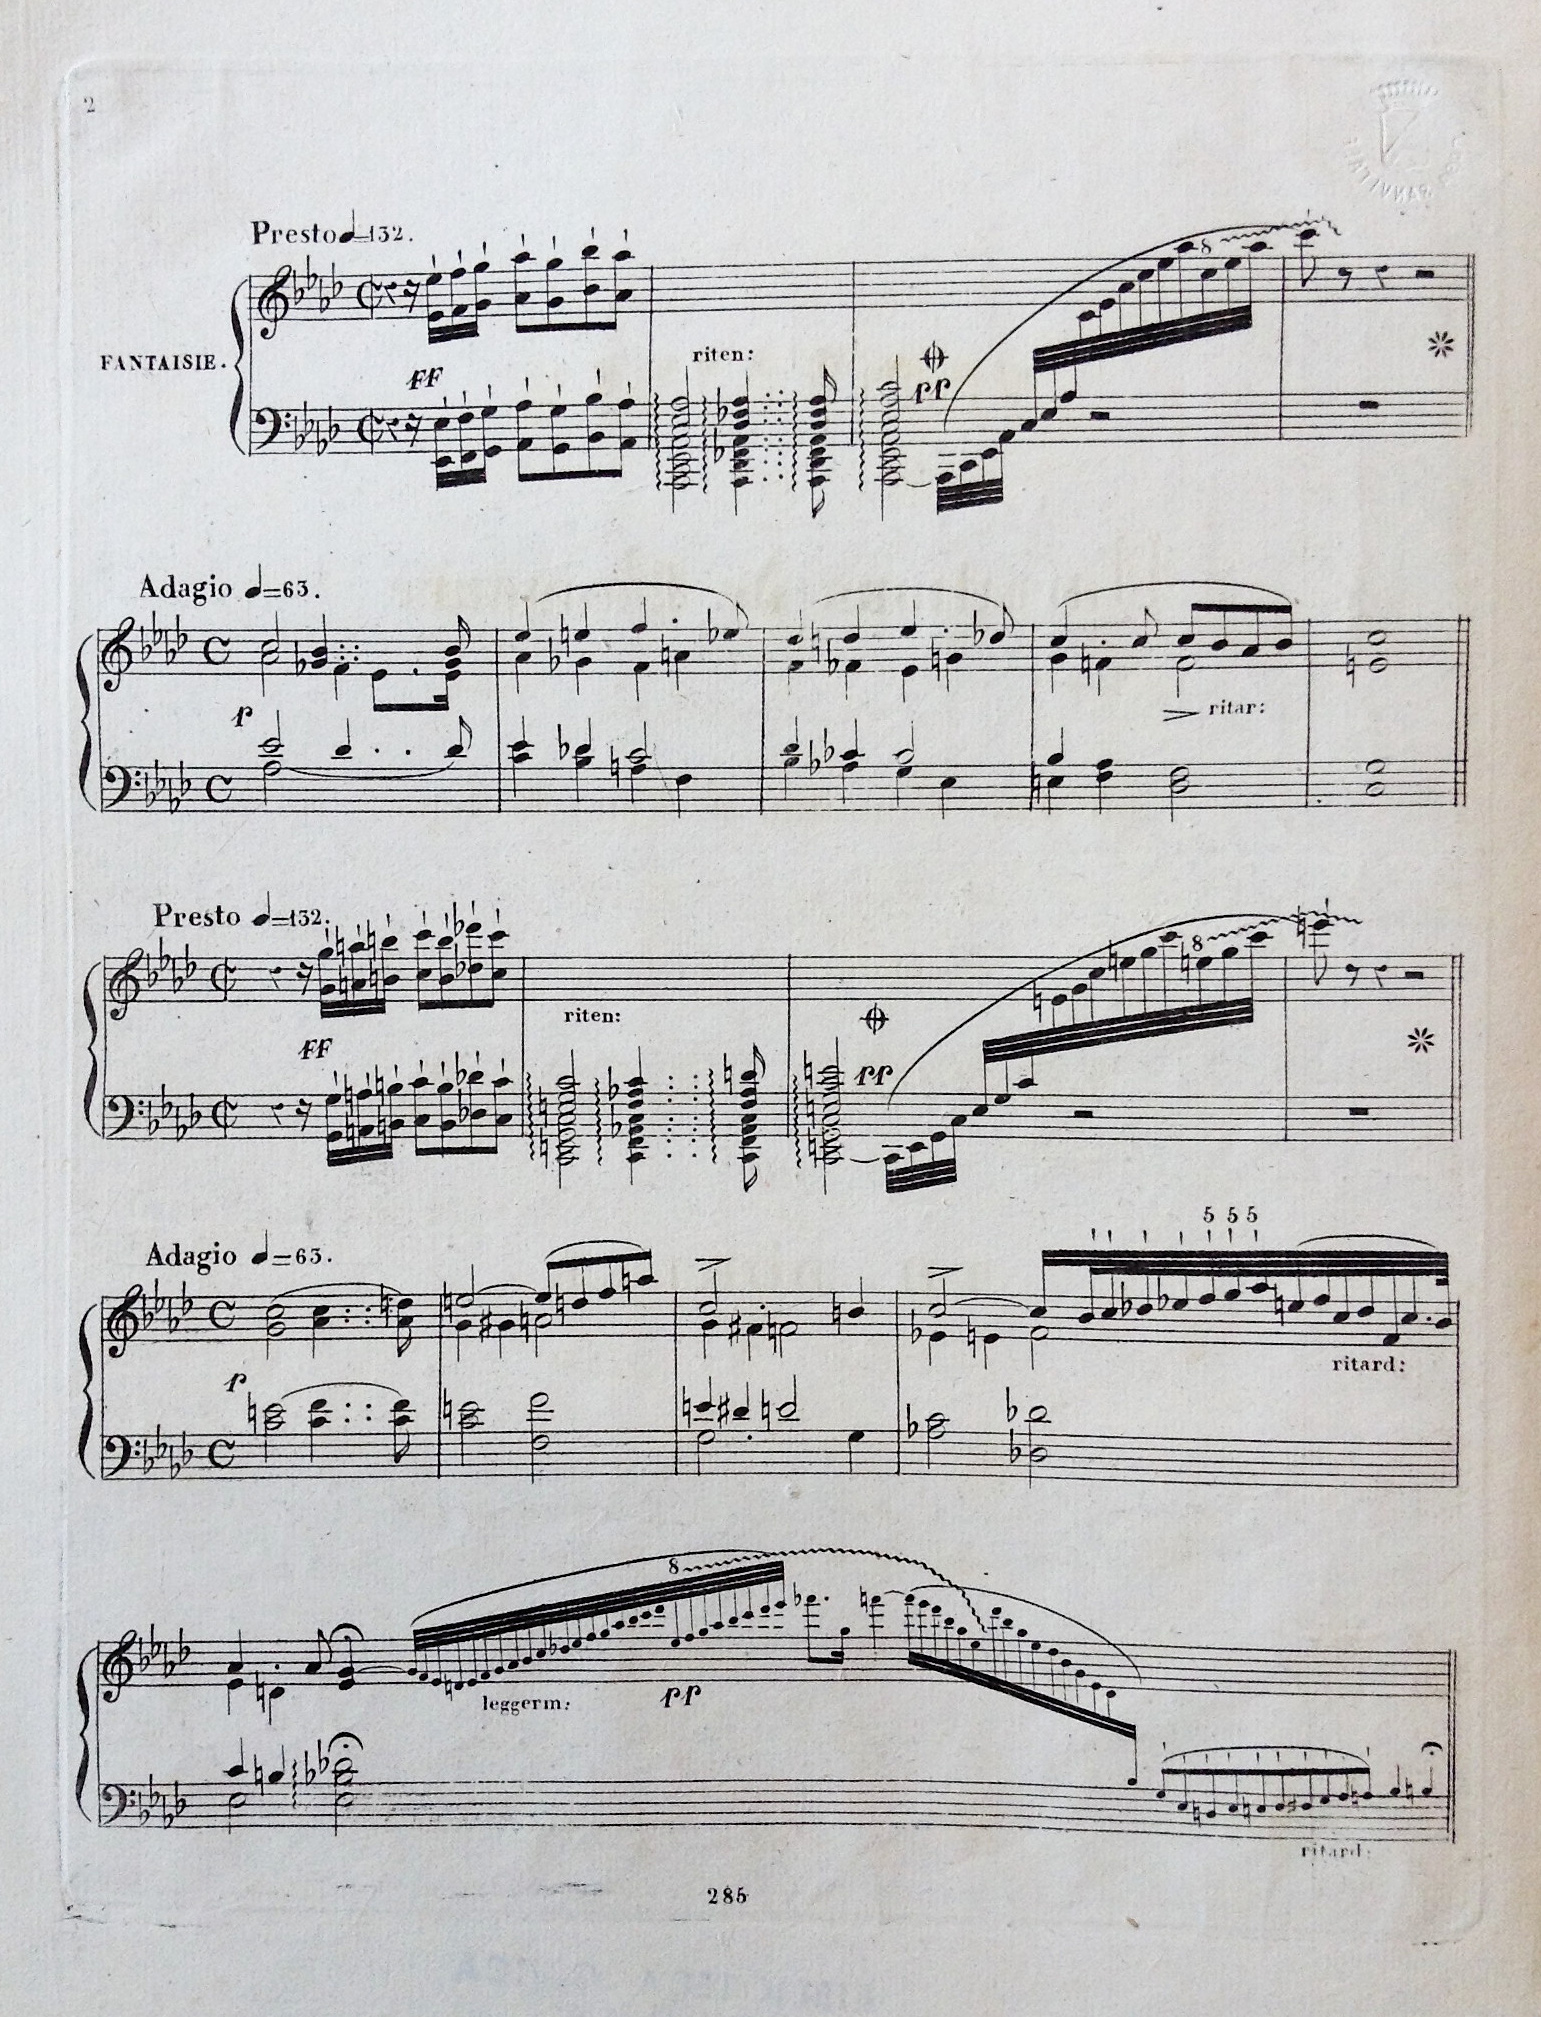 2
Presto ♩=132.
FANTAISIE.
FF
riten:
PP
8
Adagio ♩=63.
P
ritar:
Presto ♩=132.
FF
riten:
PP
8
Adagio ♩=63.
5 5 5
P
ritard:
8
leggerm:
PP
ritard:
285